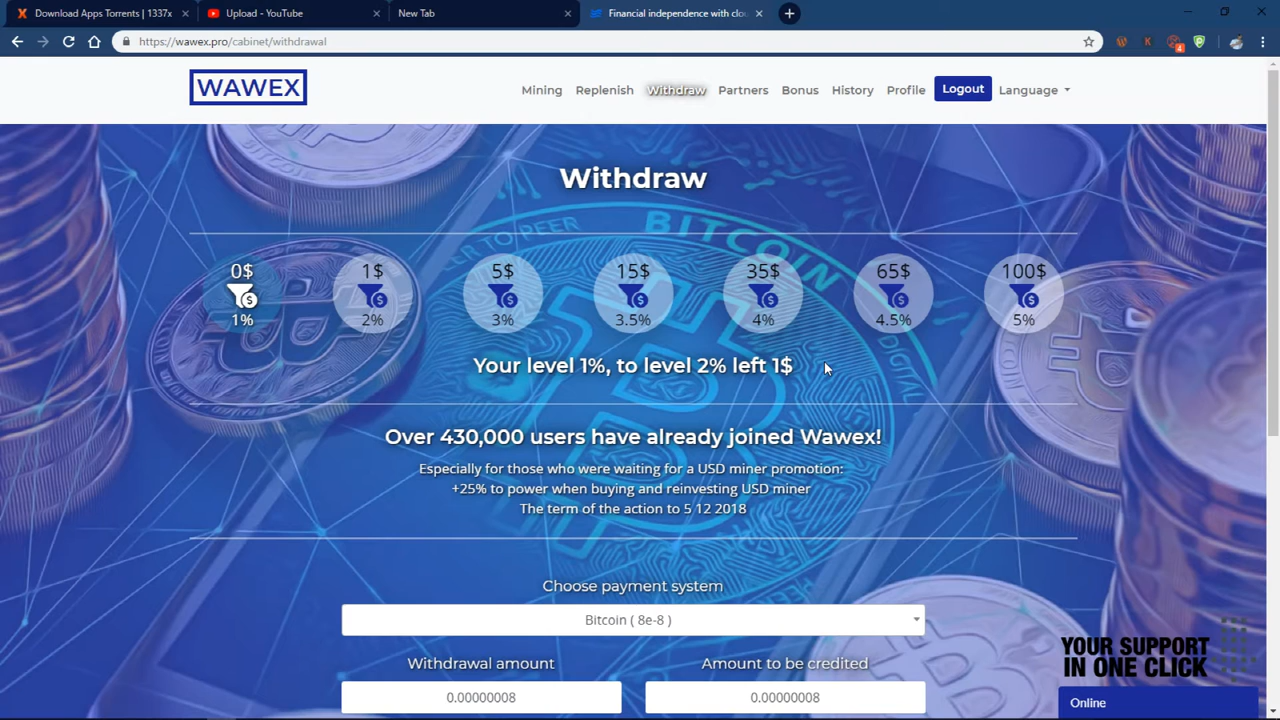 Download Apps Torrents | 1337x
Upload - YouTube
New Tab
Financial independence with clou
https://wawex.pro/cabinet/withdrawal
4
WAWEX
Mining
Replenish
Withdraw
Partners
Bonus
History
Profile
Logout
Language
Withdraw
0$ 1$ 5$ 15$ 35$ 65$ 100$
1% 2% 3% 3.5% 4% 4.5% 5%
Your level 1%, to level 2% left 1$
Over 430,000 users have already joined Wawex!
Especially for those who were waiting for a USD miner promotion:
+25% to power when buying and reinvesting USD miner
The term of the action to 5 12 2018
Choose payment system
Bitcoin ( 8e-8 )
Withdrawal amount
Amount to be credited
0.00000008
0.00000008
YOUR SUPPORT
IN ONE CLICK
Online
BITCOIN
TO PEER